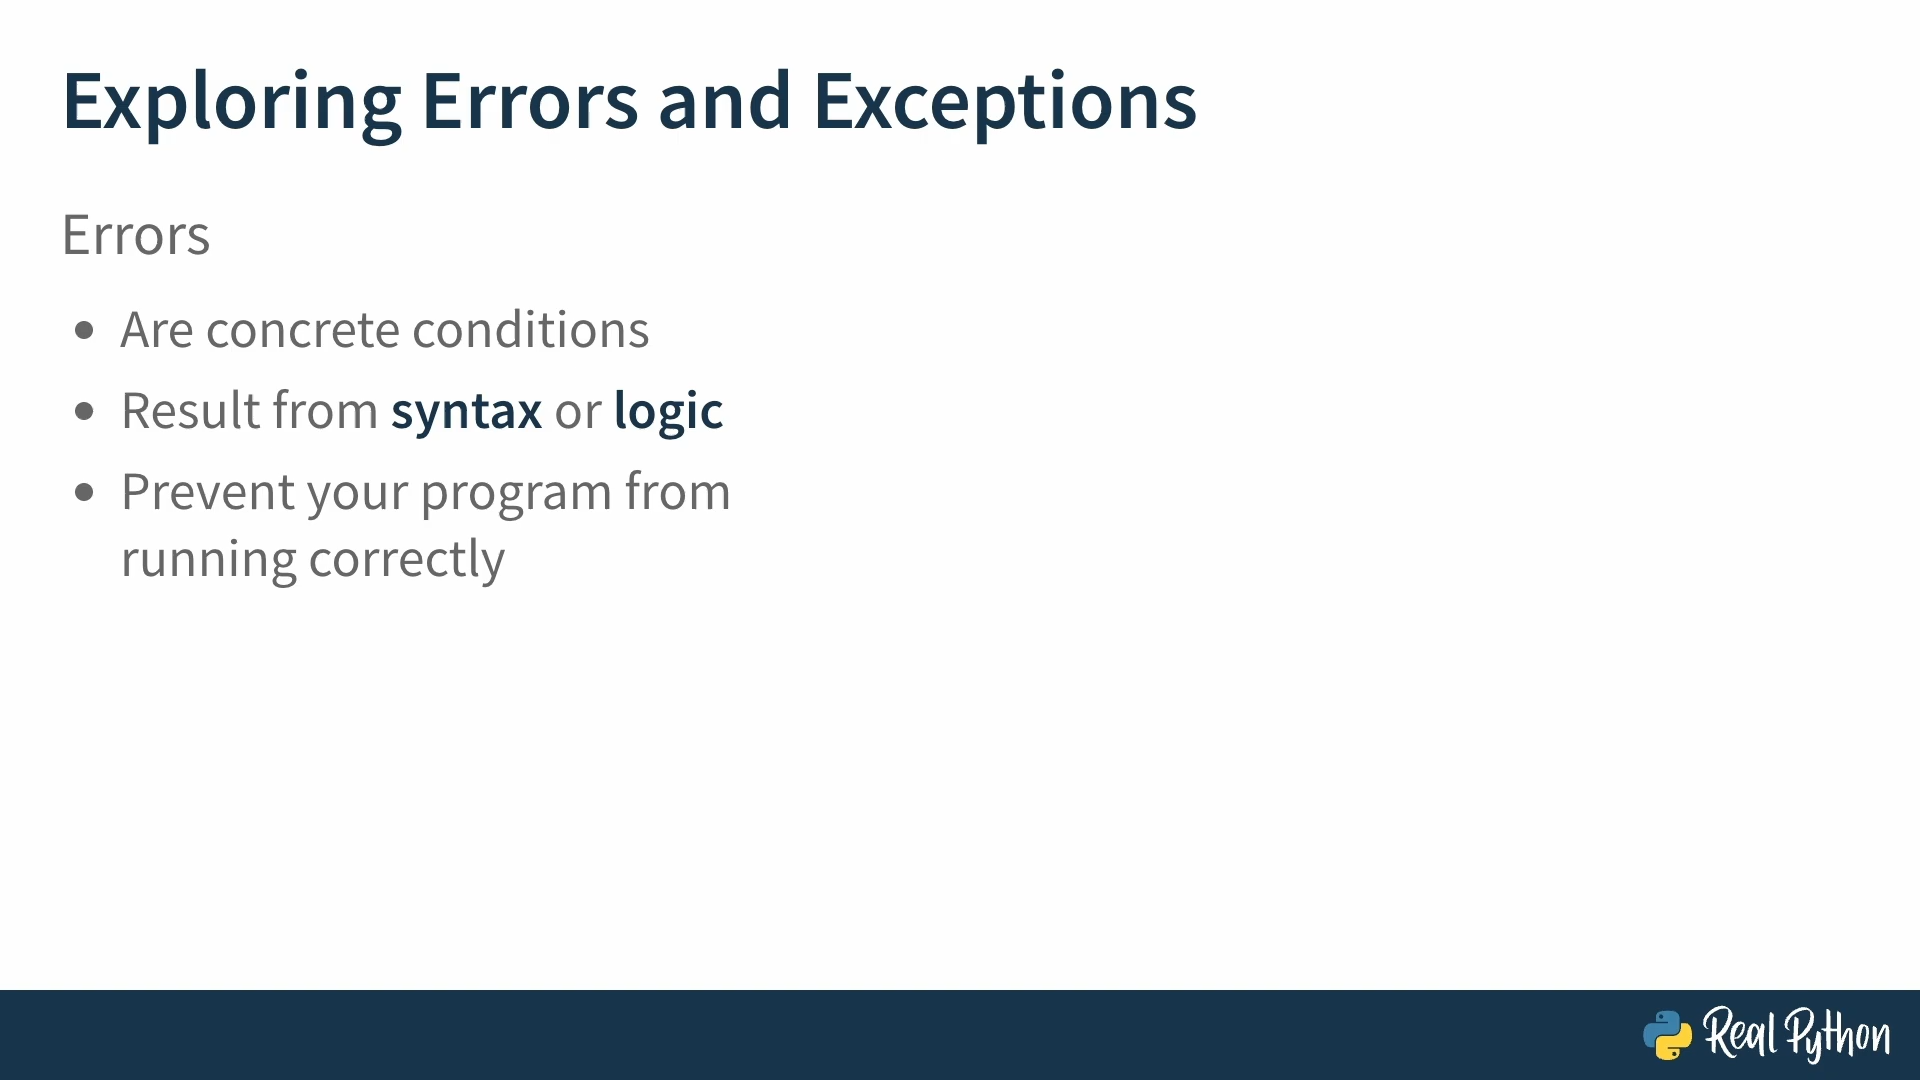 Exploring Errors and Exceptions
Errors
• Are concrete conditions
• Result from syntax or logic
• Prevent your program from
running correctly
Real Python